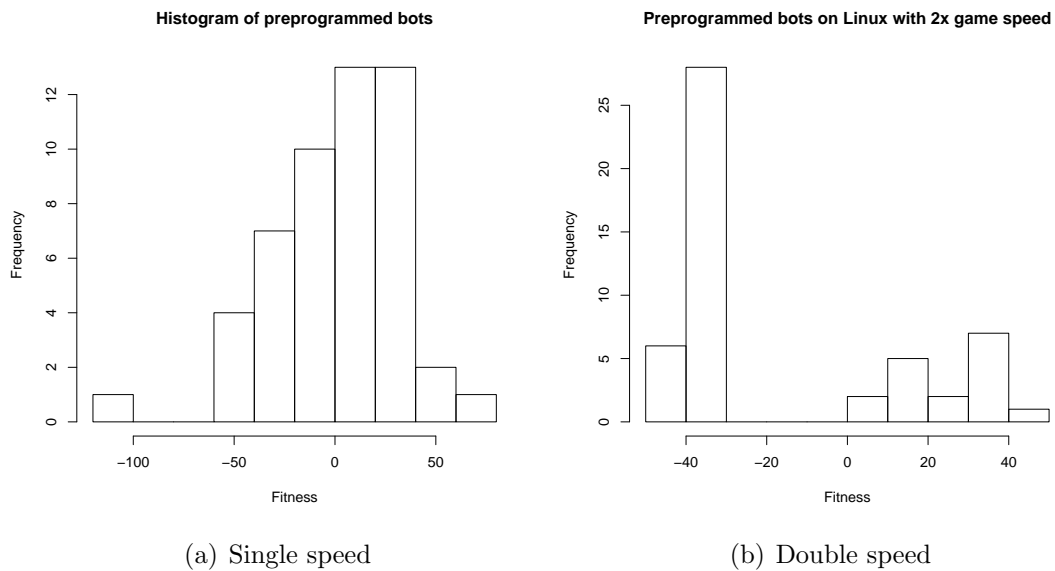 Histogram of preprogrammed bots
Frequency
12
10
8
6
4
2
0
−100
−50
0
50
Fitness
(a) Single speed
Preprogrammed bots on Linux with 2x game speed
Frequency
25
20
15
10
5
0
−40
−20
0
20
40
Fitness
(b) Double speed